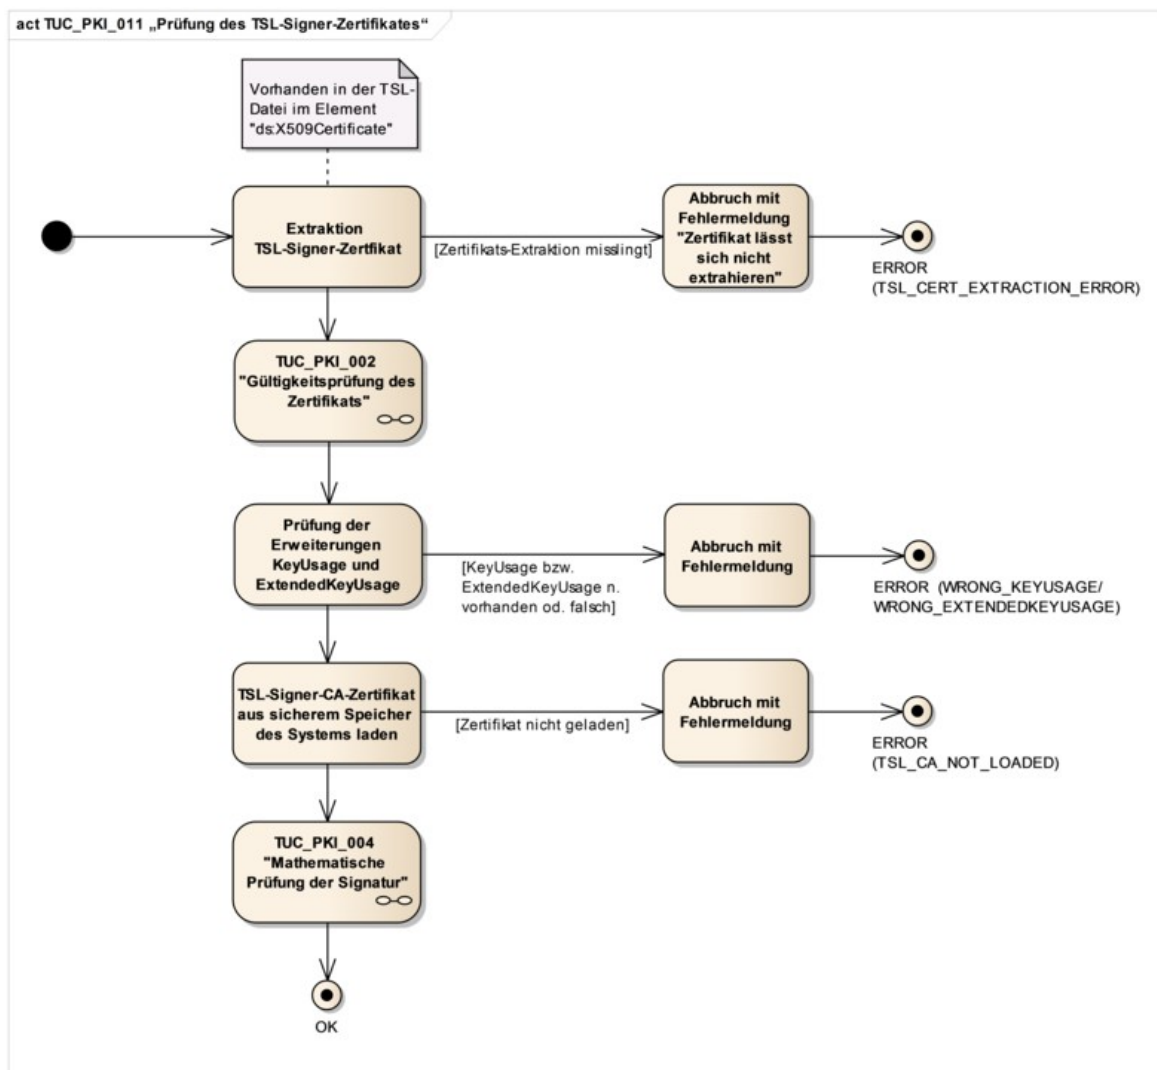 act TUC_PKI_011 „Prüfung des TSL-Signer-Zertifikates“
Vorhanden in der TSL-
Datei im Element
"ds:X509Certificate"
Extraktion
TSL-Signer-Zertfikat
[Zertifikats-Extraktion misslingt]
Abbruch mit
Fehlermeldung
"Zertifikat lässt
sich nicht
extrahieren"
ERROR
(TSL_CERT_EXTRACTION_ERROR)
TUC_PKI_002
"Gültigkeitsprüfung des
Zertifikats"
Prüfung der
Erweiterungen
KeyUsage und
ExtendedKeyUsage
[KeyUsage bzw.
ExtendedKeyUsage n.
vorhanden od. falsch]
Abbruch mit
Fehlermeldung
ERROR (WRONG_KEYUSAGE/
WRONG_EXTENDEDKEYUSAGE)
TSL-Signer-CA-Zertifikat
aus sicherem Speicher
des Systems laden
[Zertifikat nicht geladen]
Abbruch mit
Fehlermeldung
ERROR
(TSL_CA_NOT_LOADED)
TUC_PKI_004
"Mathematische
Prüfung der Signatur"
OK